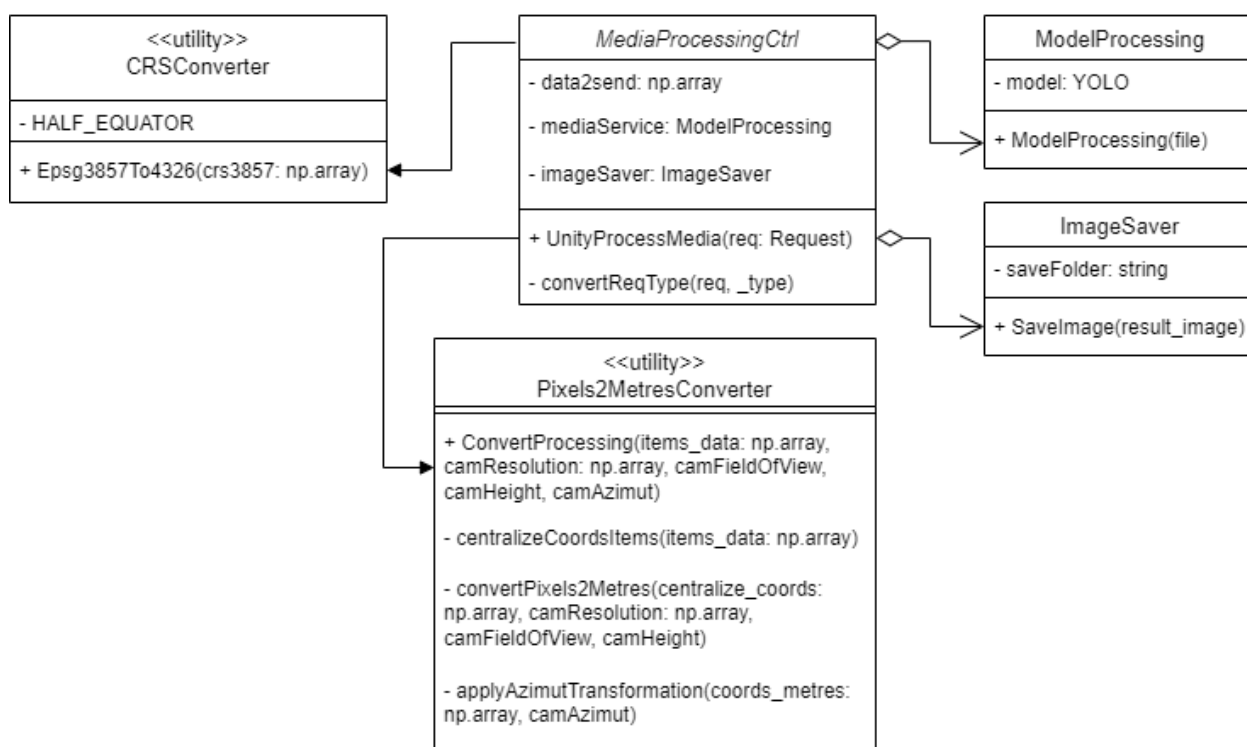 <<utility>>
CRSConverter
- HALF_EQUATOR
+ Epsg3857To4326(crs3857: np.array)
MediaProcessingCtrl
- data2send: np.array
- mediaService: ModelProcessing
- imageSaver: ImageSaver
+ UnityProcessMedia(req: Request)
- convertReqType(req, _type)
ModelProcessing
- model: YOLO
+ ModelProcessing(file)
ImageSaver
- saveFolder: string
+ SaveImage(result_image)
<<utility>>
Pixels2MetresConverter
+ ConvertProcessing(items_data: np.array,
camResolution: np.array, camFieldOfView,
camHeight, camAzimut)
- centralizeCoordsItems(items_data: np.array)
- convertPixels2Metres(centralize_coords:
np.array, camResolution: np.array,
camFieldOfView, camHeight)
- applyAzimutTransformation(coords_metres:
np.array, camAzimut)